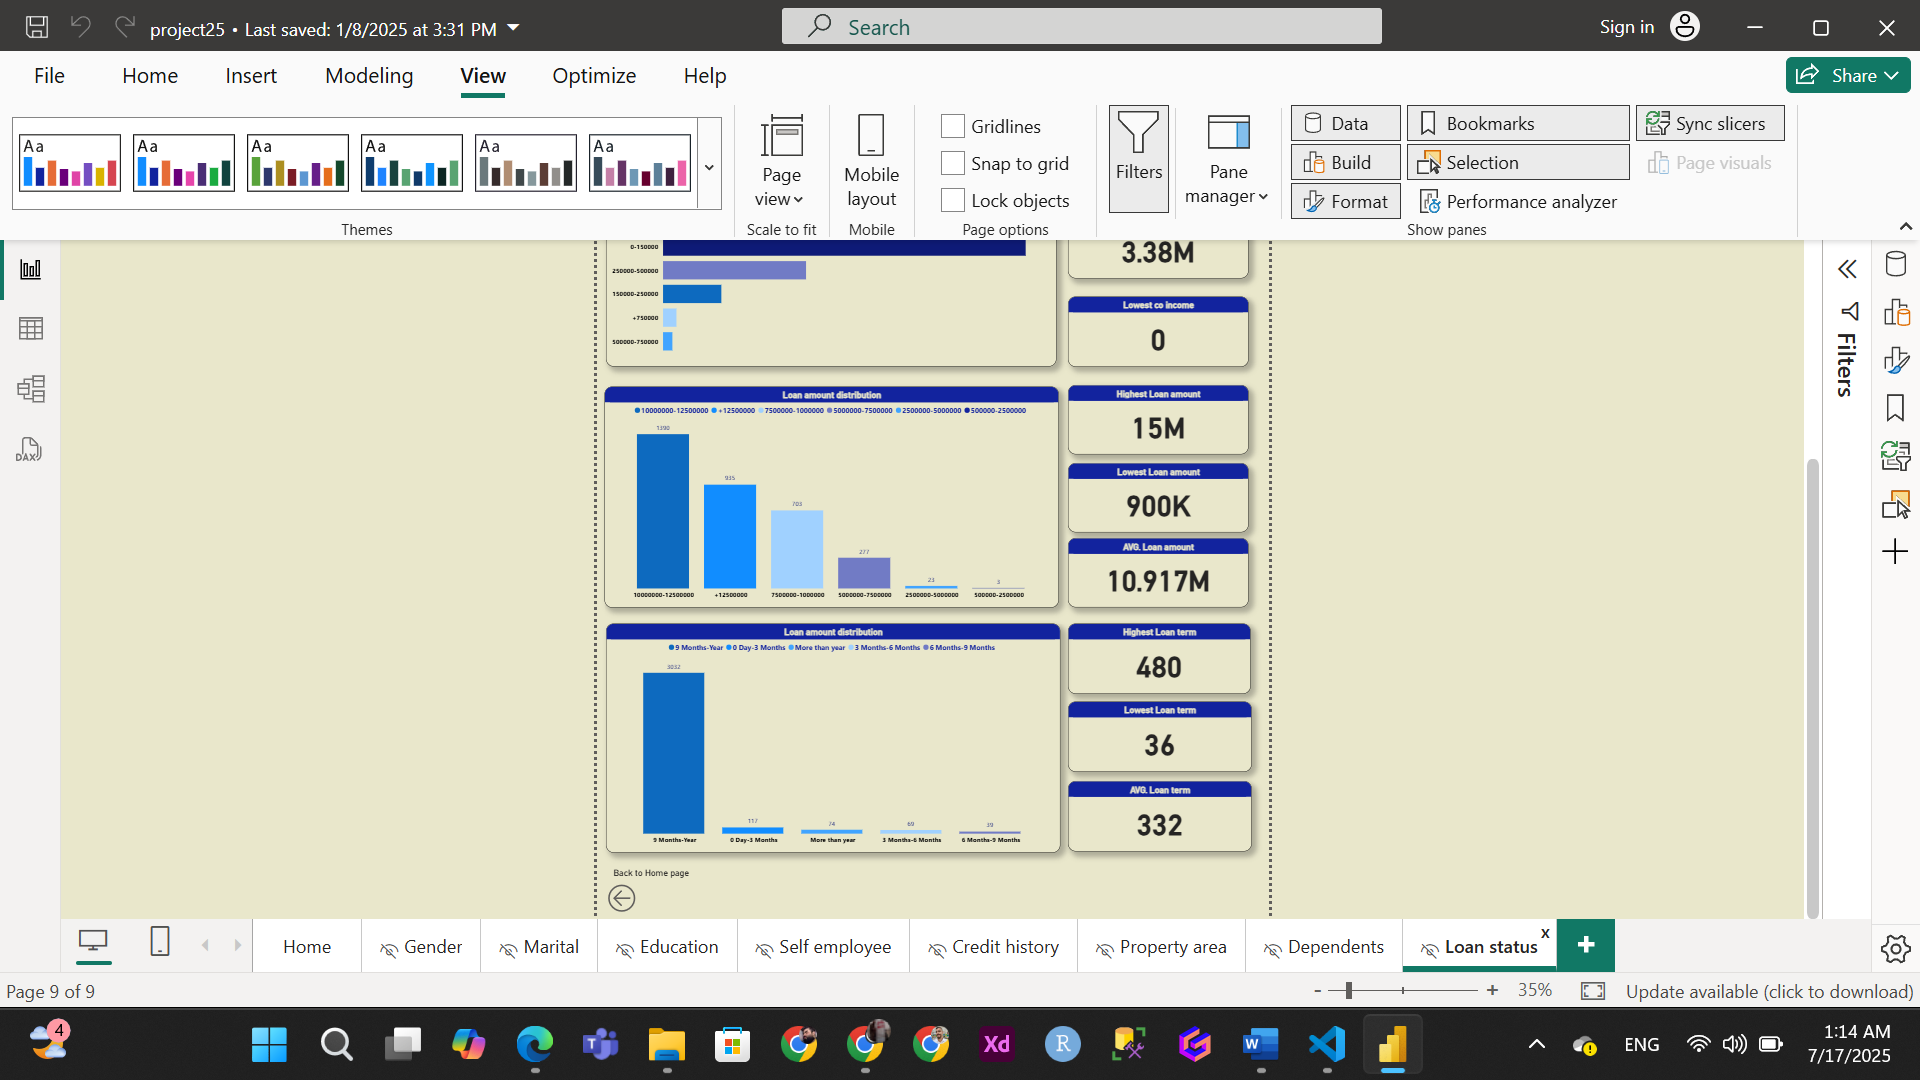 project25 • Last saved: 1/8/2025 at 3:31 PM
Search
Sign in
File Home Insert Modeling View Optimize Help
Share
Aa Aa Aa Aa Aa Aa
Themes
Page view
Scale to fit
Mobile layout
Mobile
Gridlines
Snap to grid
Lock objects
Page options
Filters
Pane manager
Data
Build
Format
Bookmarks
Selection
Performance analyzer
Sync slicers
Page visuals
Show panes
DAX
0-150000
250000-500000
150000-250000
+750000
500000-750000
3.38M
Lowest co income
0
Loan amount distribution
10000000-12500000 +12500000 7500000-1000000 5000000-7500000 2500000-5000000 500000-2500000
1390
935
703
277
23
3
10000000-12500000 +12500000 7500000-1000000 5000000-7500000 2500000-5000000 500000-2500000
Highest Loan amount
15M
Lowest Loan amount
900K
AVG. Loan amount
10.917M
Loan amount distribution
9 Months-Year 0 Day-3 Months More than year 3 Months-6 Months 6 Months-9 Months
3032
117
74
69
39
9 Months-Year 0 Day-3 Months More than year 3 Months-6 Months 6 Months-9 Months
Highest Loan term
480
Lowest Loan term
36
AVG. Loan term
332
Back to Home page
Filters
Home Gender Marital Education Self employee Credit history Property area Dependents Loan status x
+
Page 9 of 9
- + 35%
Update available (click to download)
4
T
Xd
R
W
ENG
1:14 AM
7/17/2025